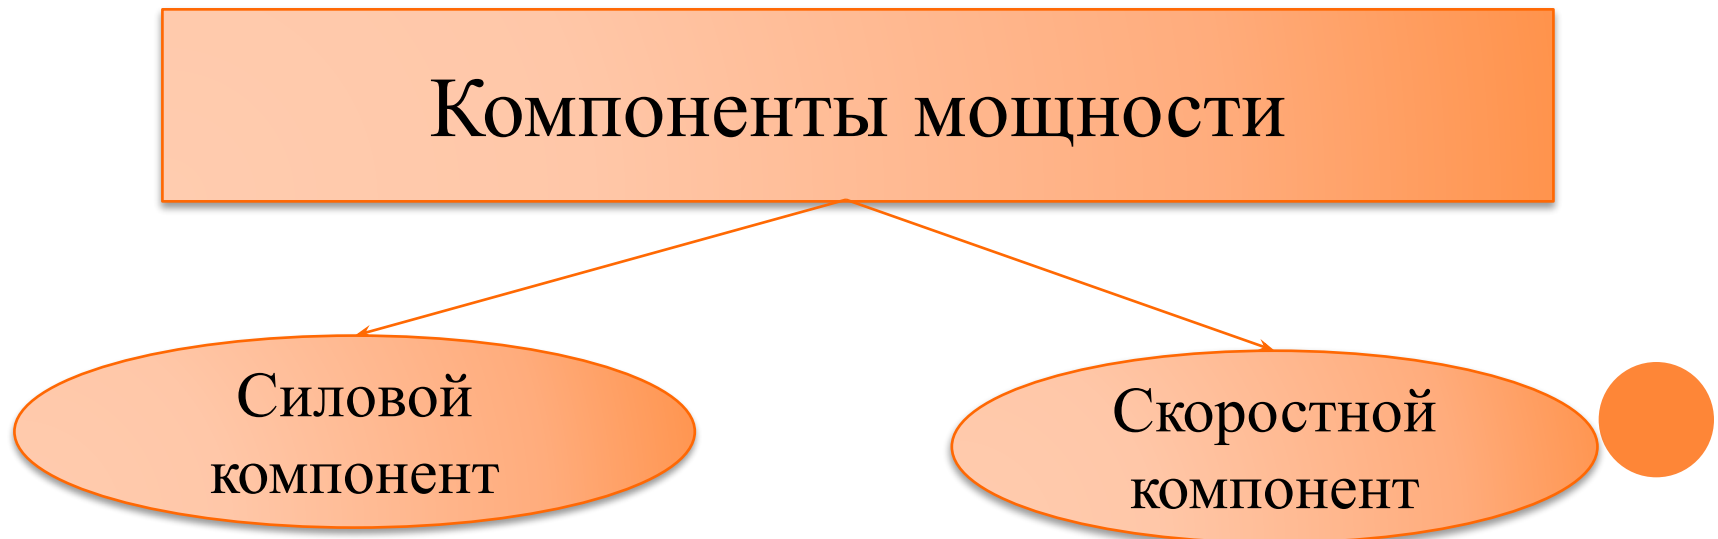 Компоненты мощности
Силовой
компонент
Скоростной
компонент